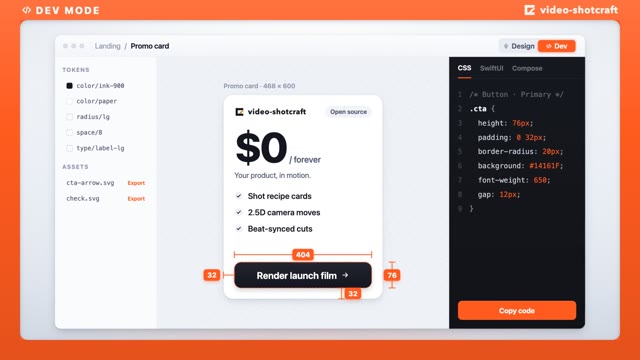 </> DEV MODE
video-shotcraft
Landing / Promo card
Design
</> Dev
TOKENS
color/ink-900
color/paper
radius/lg
space/8
type/label-lg
ASSETS
cta-arrow.svg Export
check.svg Export
Promo card · 468 × 600
video-shotcraft
Open source
$0 / forever
Your product, in motion.
Shot recipe cards
2.5D camera moves
Beat-synced cuts
404
32
Render launch film →
76
32
CSS SwiftUI Compose
1 /* Button · Primary */
2 .cta {
3 height: 76px;
4 padding: 0 32px;
5 border-radius: 20px;
6 background: #14161F;
7 font-weight: 650;
8 gap: 12px;
9 }
Copy code